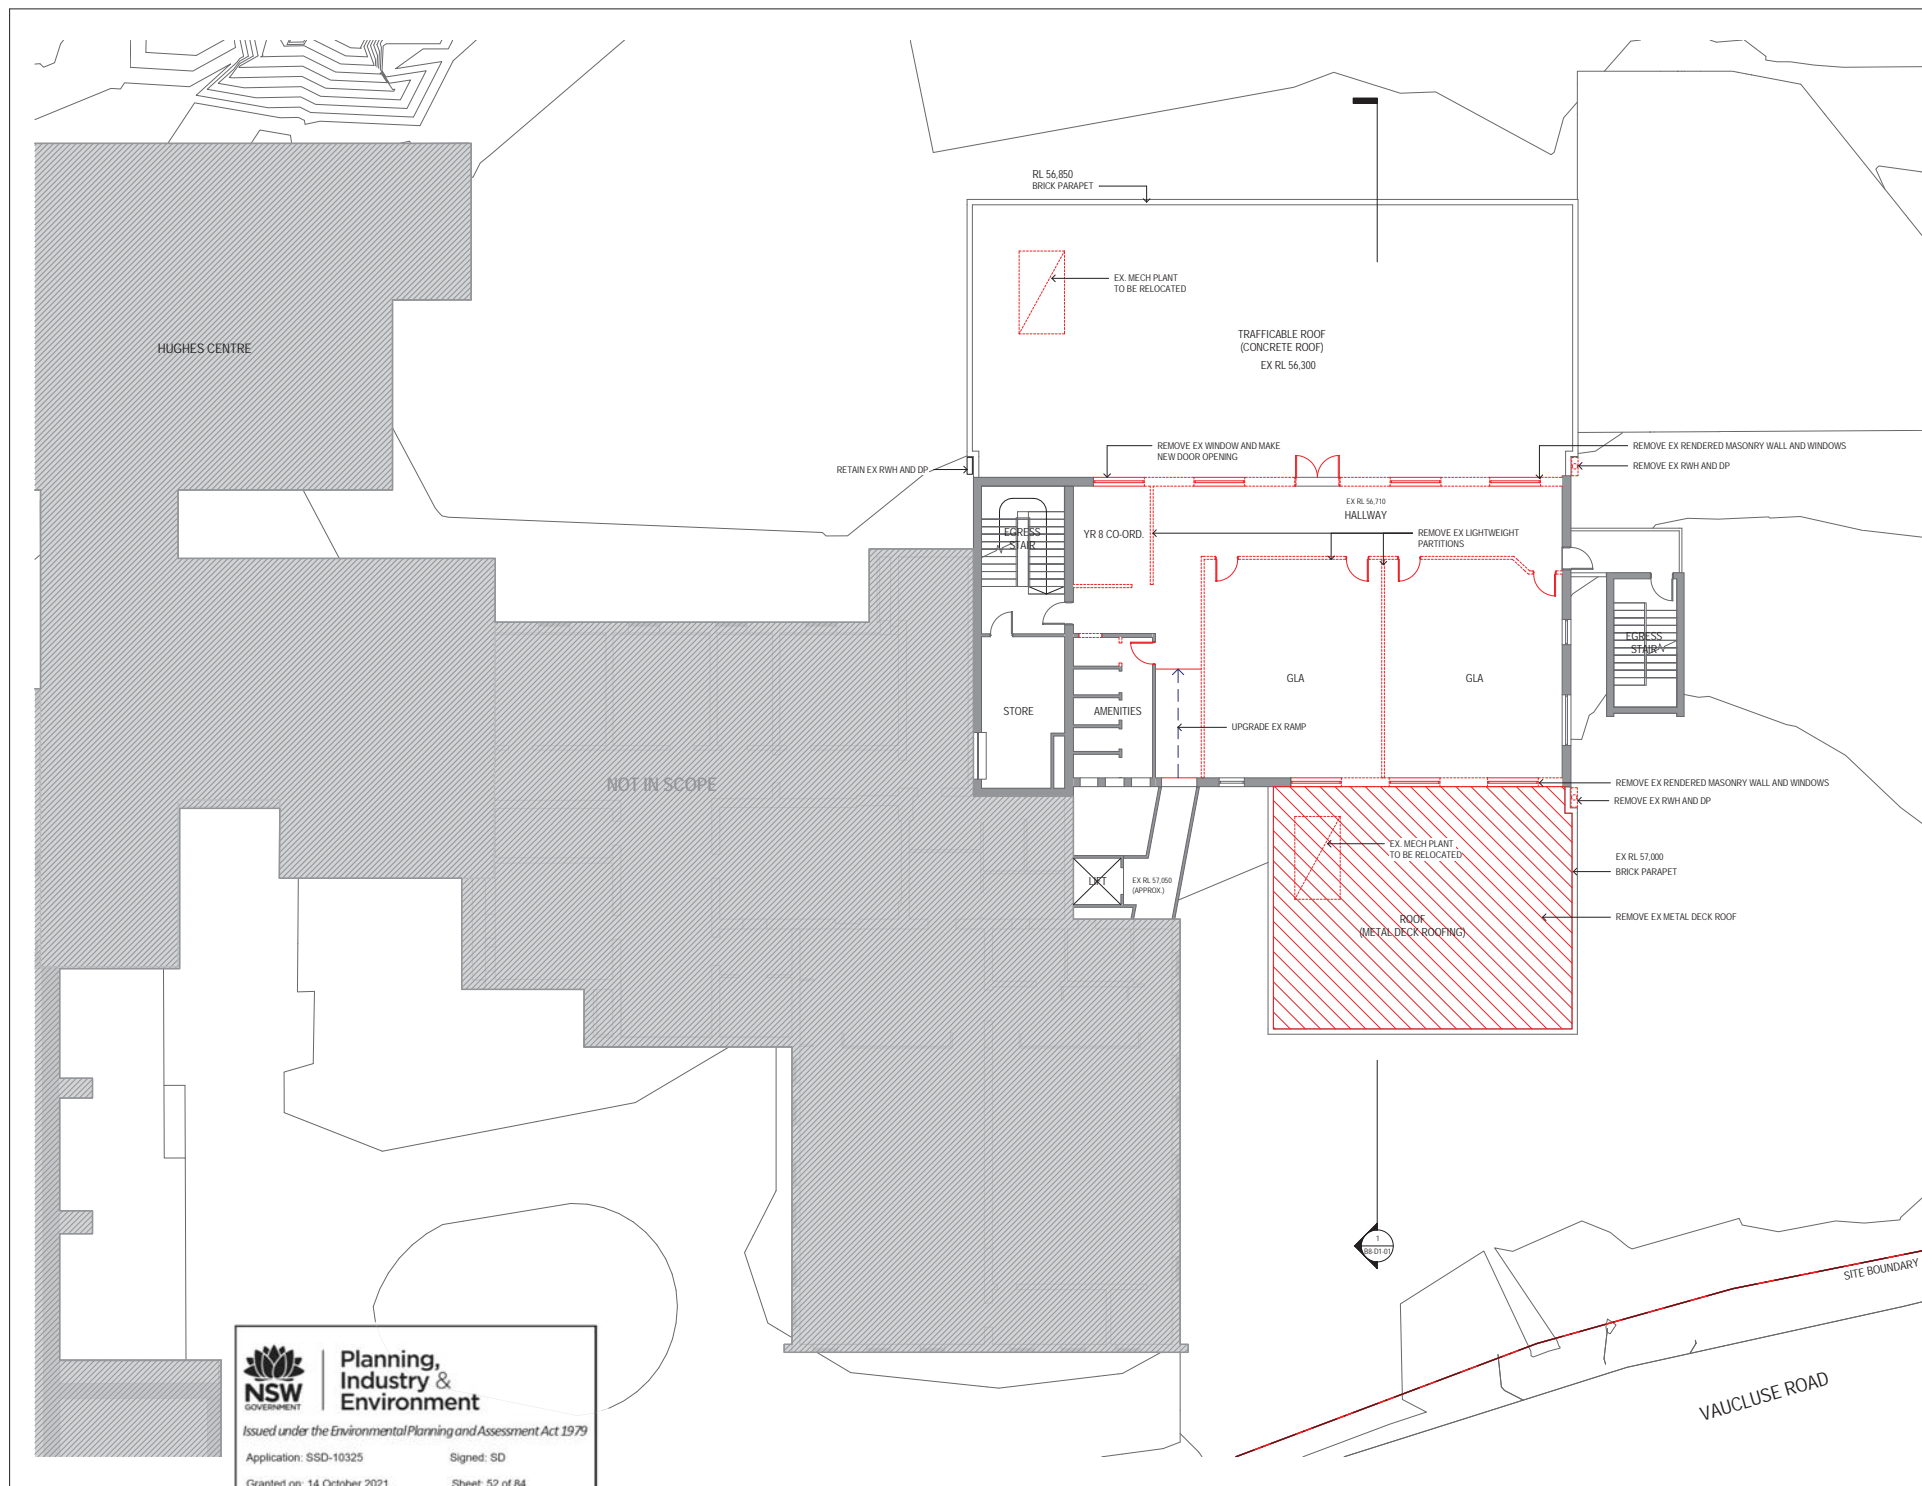 RL 56,850
BRICK PARAPET
EX. MECH PLANT
TO BE RELOCATED
HUGHES CENTRE
TRAFFICABLE ROOF
(CONCRETE ROOF)
EX RL 56,300
REMOVE EX WINDOW AND MAKE
NEW DOOR OPENING
REMOVE EX RENDERED MASONRY WALL AND WINDOWS
RETAIN EX RWH AND DP
REMOVE EX RWH AND DP
EX RL 56,710
HALLWAY
EGRESS
STAIR
YR 8 CO-ORD.
REMOVE EX LIGHTWEIGHT
PARTITIONS
EGRESS
STAIR
GLA
GLA
STORE
AMENITIES
UPGRADE EX RAMP
NOT IN SCOPE
REMOVE EX RENDERED MASONRY WALL AND WINDOWS
REMOVE EX RWH AND DP
EX. MECH PLANT
TO BE RELOCATED
EX RL 57,000
BRICK PARAPET
LIFT
EX RL 57,050
(APPROX.)
ROOF
(METAL DECK ROOFING)
REMOVE EX METAL DECK ROOF
1
B8-D1-01
SITE BOUNDARY
VAUCLUSE ROAD
NSW
GOVERNMENT
Planning,
Industry &
Environment
Issued under the Environmental Planning and Assessment Act 1979
Application: SSD-10325 Signed: SD
Granted on: 14 October 2021 Sheet: 52 of 84